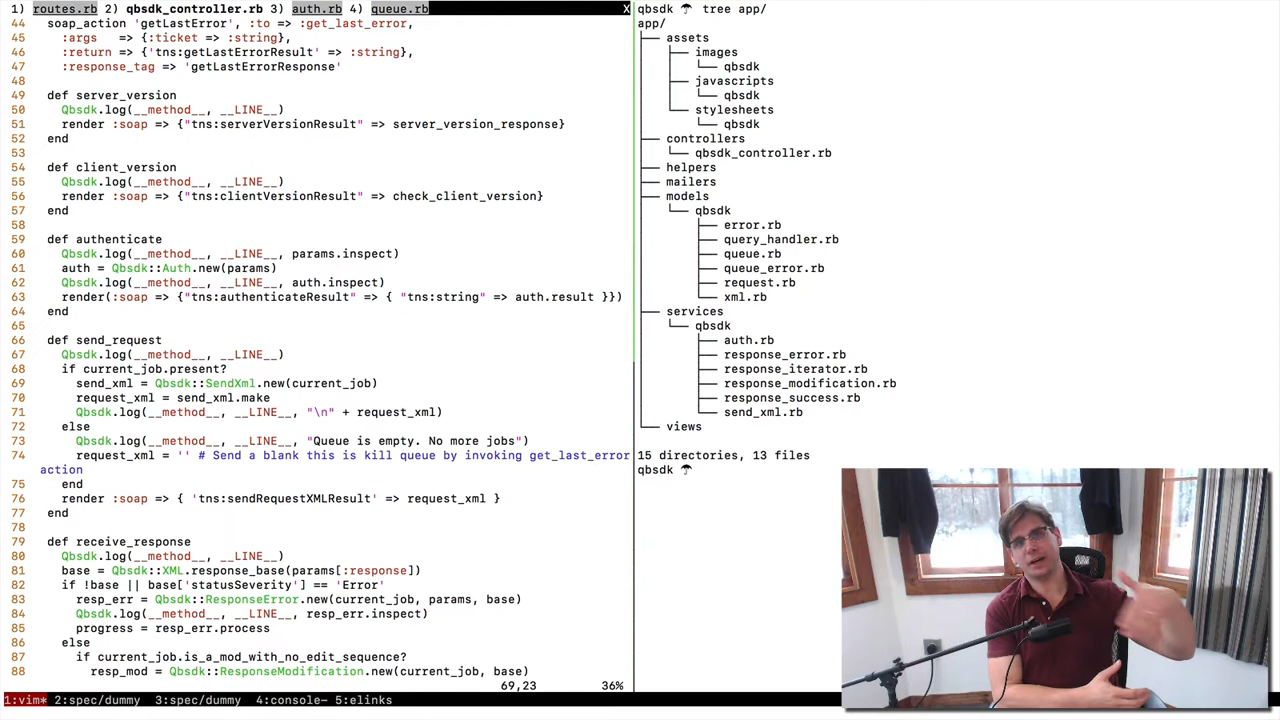 1) routes.rb 2) qbsdk_controller.rb 3) auth.rb 4) queue.rb X
44 soap_action 'getLastError', :to => :get_last_error,
45 :args => {:ticket => :string},
46 :return => {'tns:getLastErrorResult' => :string},
47 :response_tag => 'getLastErrorResponse'
48
49 def server_version
50 Qbsdk.log(__method__, __LINE__)
51 render :soap => {"tns:serverVersionResult" => server_version_response}
52 end
53
54 def client_version
55 Qbsdk.log(__method__, __LINE__)
56 render :soap => {"tns:clientVersionResult" => check_client_version}
57 end
58
59 def authenticate
60 Qbsdk.log(__method__, __LINE__, params.inspect)
61 auth = Qbsdk::Auth.new(params)
62 Qbsdk.log(__method__, __LINE__, auth.inspect)
63 render(:soap => {"tns:authenticateResult" => { "tns:string" => auth.result }})
64 end
65
66 def send_request
67 Qbsdk.log(__method__, __LINE__)
68 if current_job.present?
69 send_xml = Qbsdk::SendXml.new(current_job)
70 request_xml = send_xml.make
71 Qbsdk.log(__method__, __LINE__, "\n" + request_xml)
72 else
73 Qbsdk.log(__method__, __LINE__, "Queue is empty. No more jobs")
74 request_xml = '' # Send a blank this is kill queue by invoking get_last_error
action
75 end
76 render :soap => { 'tns:sendRequestXMLResult' => request_xml }
77 end
78
79 def receive_response
80 Qbsdk.log(__method__, __LINE__)
81 base = Qbsdk::XML.response_base(params[:response])
82 if !base || base['statusSeverity'] == 'Error'
83 resp_err = Qbsdk::ResponseError.new(current_job, params, base)
84 Qbsdk.log(__method__, __LINE__, resp_err.inspect)
85 progress = resp_err.process
86 else
87 if current_job.is_a_mod_with_no_edit_sequence?
88 resp_mod = Qbsdk::ResponseModification.new(current_job, base)
69,23 36%
qbsdk ☂ tree app/
app/
├── assets
│   ├── images
│   │   └── qbsdk
│   ├── javascripts
│   │   └── qbsdk
│   └── stylesheets
│       └── qbsdk
├── controllers
│   └── qbsdk_controller.rb
├── helpers
├── mailers
├── models
│   └── qbsdk
│       ├── error.rb
│       ├── query_handler.rb
│       ├── queue.rb
│       ├── queue_error.rb
│       ├── request.rb
│       └── xml.rb
├── services
│   └── qbsdk
│       ├── auth.rb
│       ├── response_error.rb
│       ├── response_iterator.rb
│       ├── response_modification.rb
│       ├── response_success.rb
│       └── send_xml.rb
└── views
15 directories, 13 files
qbsdk ☂
1:vim* 2:spec/dummy 3:spec/dummy 4:console- 5:elinks